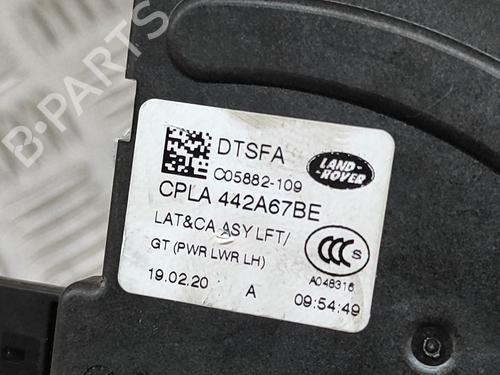 B-PARTS
DTSFA
LAND-
ROVER
C05882-109
CPLA 442A67BE
LAT&CA ASY LFT/
GT (PWR LWR LH)
CCC S
A048316
19.02.20 A 09:54:49